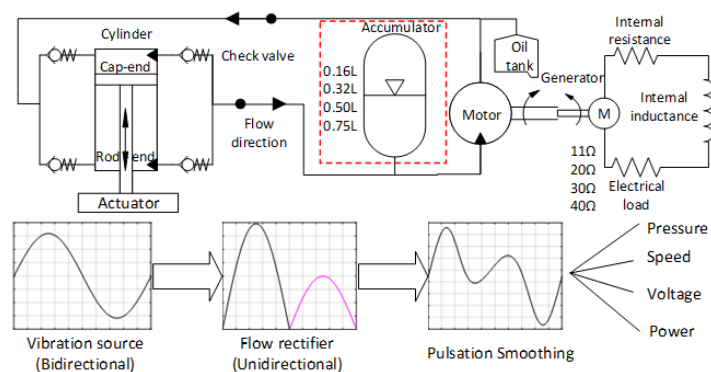 Cylinder
Cap-end
Rod end
Actuator
Check valve
Flow
direction
Accumulator
0.16L
0.32L
0.50L
0.75L
Motor
Oil
tank
Generator
M
Internal
resistance
Internal
inductance
11Ω
20Ω
30Ω
40Ω
Electrical
load
Vibration source
(Bidirectional)
Flow rectifier
(Unidirectional)
Pulsation Smoothing
Pressure
Speed
Voltage
Power